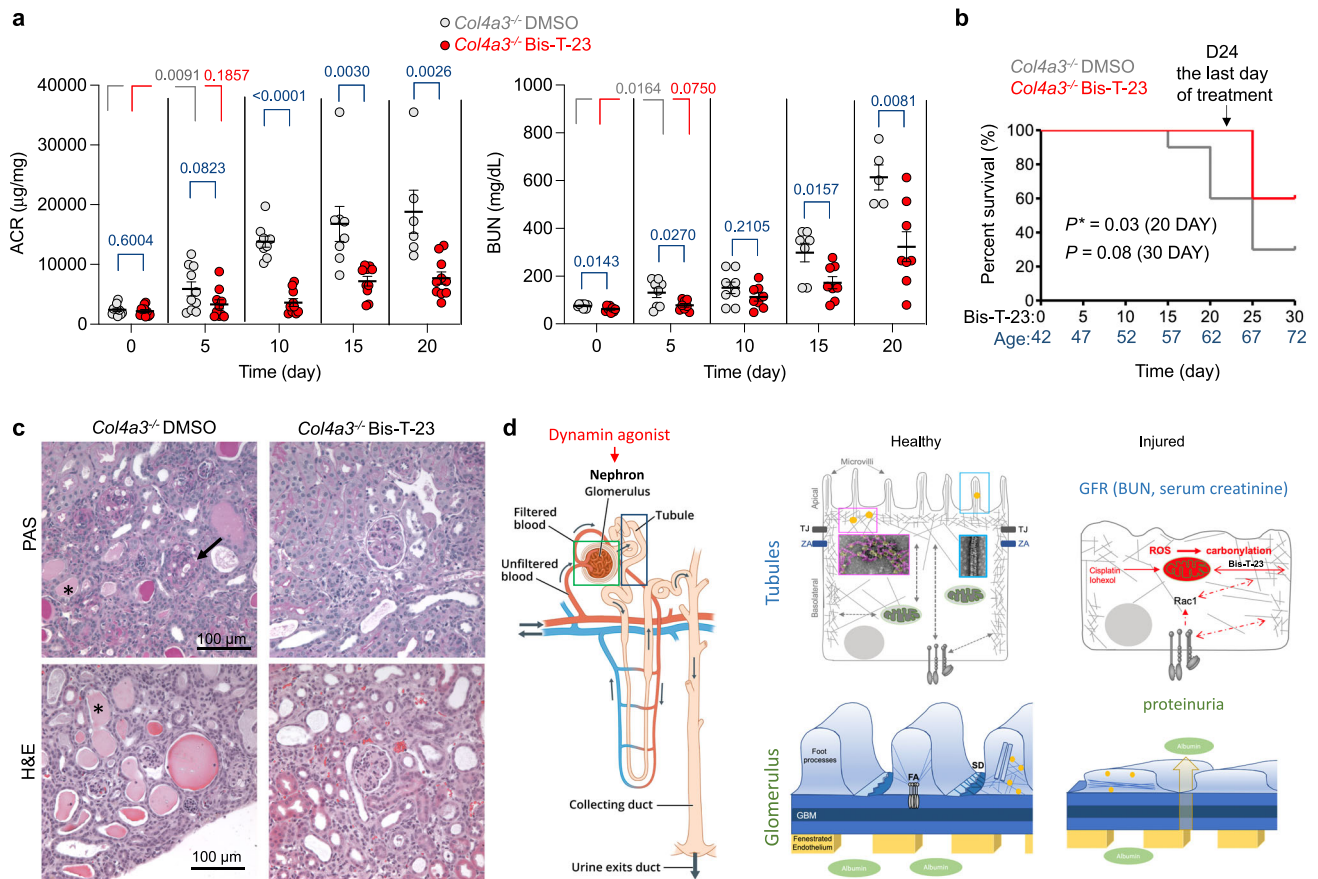 a
Col4a3-/- DMSO
Col4a3-/- Bis-T-23
ACR (µg/mg)
40000
30000
20000
10000
0
0.0091
0.1857
0.6004
0.0823
<0.0001
0.0030
0.0026
0
5
10
15
20
Time (day)
BUN (mg/dL)
1000
800
600
400
200
100
0
0.0164
0.0750
0.0143
0.0270
0.2105
0.0157
0.0081
0
5
10
15
20
Time (day)
b
D24
the last day
of treatment
Col4a3-/- DMSO
Col4a3-/- Bis-T-23
Percent survival (%)
100
80
60
40
20
0
P* = 0.03 (20 DAY)
P = 0.08 (30 DAY)
Bis-T-23: 0 5 10 15 20 25 30
Age: 42 47 52 57 62 67 72
c
Col4a3-/- DMSO
Col4a3-/- Bis-T-23
PAS
*
100 µm
H&E
*
100 µm
d
Dynamin agonist
Nephron
Glomerulus
Filtered
blood
Tubule
Unfiltered
blood
Collecting duct
Urine exits duct
Healthy
Injured
Tubules
Microvilli
Apical
TJ
ZA
TJ
ZA
Basolateral
GFR (BUN, serum creatinine)
ROS
carbonylation
Bis-T-23
Cisplatin
Iohexol
Rac1
Glomerulus
Foot
processes
FA
SD
GBM
Fenestrated
Endothelium
Albumin
Albumin
proteinuria
Albumin
Albumin